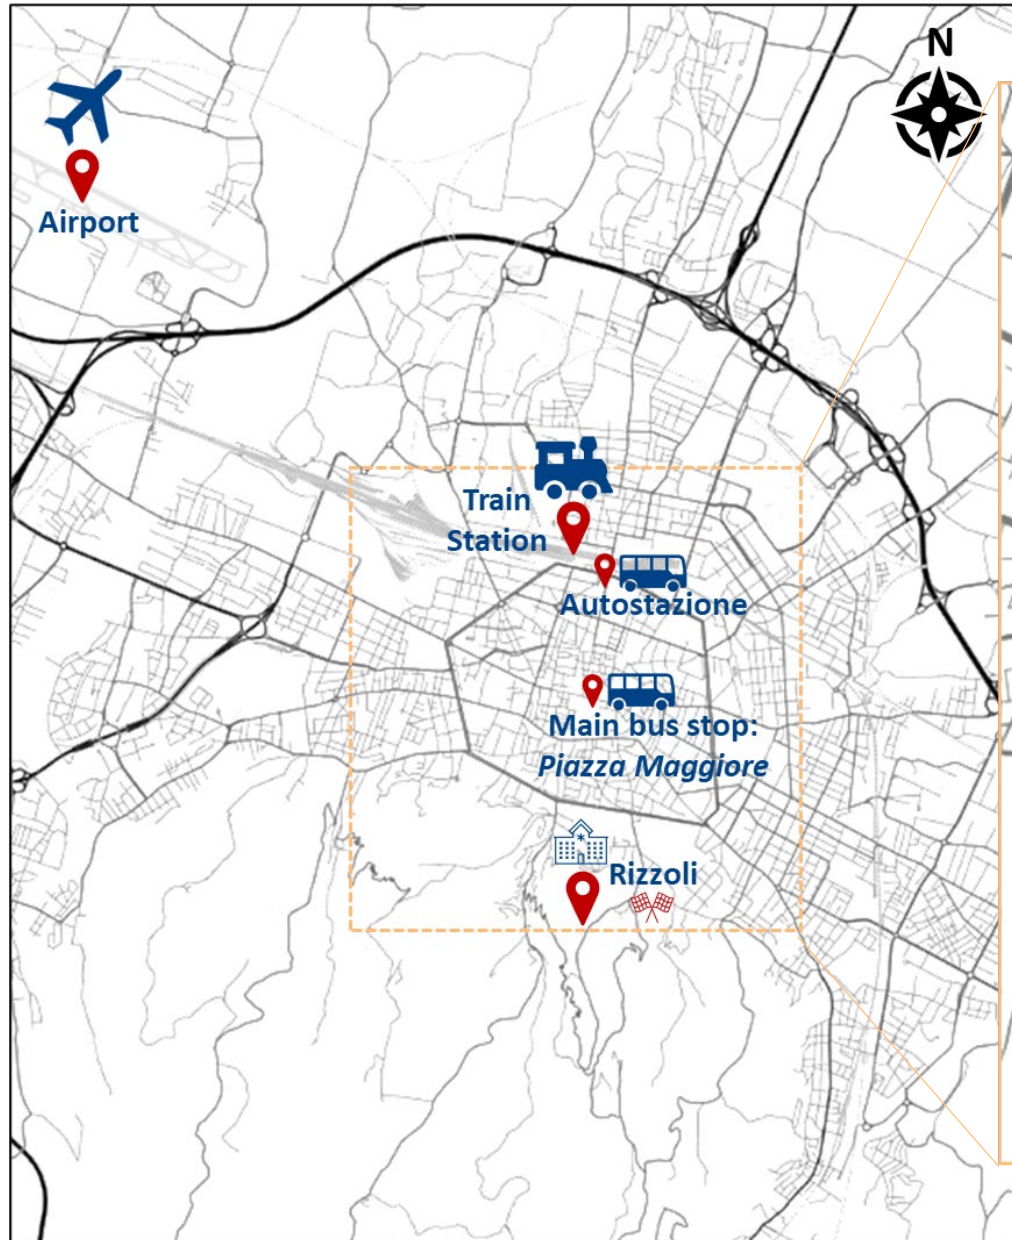 N
Airport
Train
Station
Autostazione
Main bus stop:
Piazza Maggiore
Rizzoli